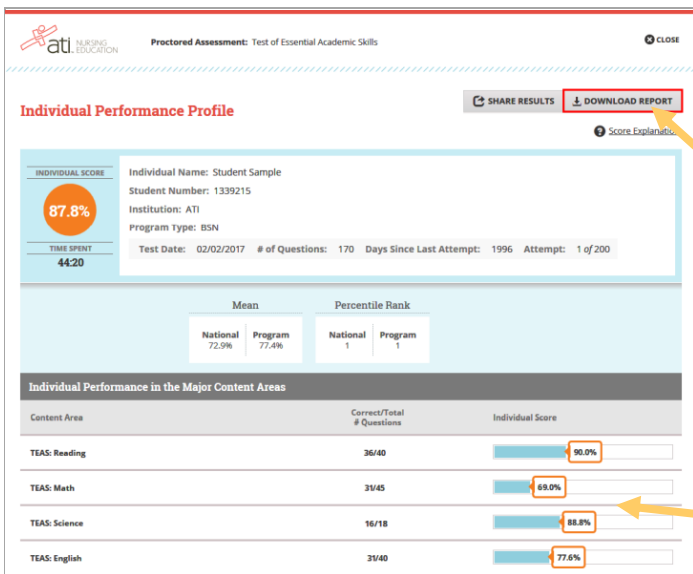 ati. NURSING EDUCATION
Proctored Assessment: Test of Essential Academic Skills
CLOSE
Individual Performance Profile
SHARE RESULTS
DOWNLOAD REPORT
Score Explanation
INDIVIDUAL SCORE
87.8%
TIME SPENT
44:20
Individual Name: Student Sample
Student Number: 1339215
Institution: ATI
Program Type: BSN
Test Date: 02/02/2017 # of Questions: 170 Days Since Last Attempt: 1996 Attempt: 1 of 200
Mean Percentile Rank
National Program National Program
72.9% 77.4% 1 1
Individual Performance in the Major Content Areas
Content Area Correct/Total # Questions Individual Score
TEAS: Reading 36/40 90.0%
TEAS: Math 31/45 69.0%
TEAS: Science 16/18 88.8%
TEAS: English 31/40 77.6%